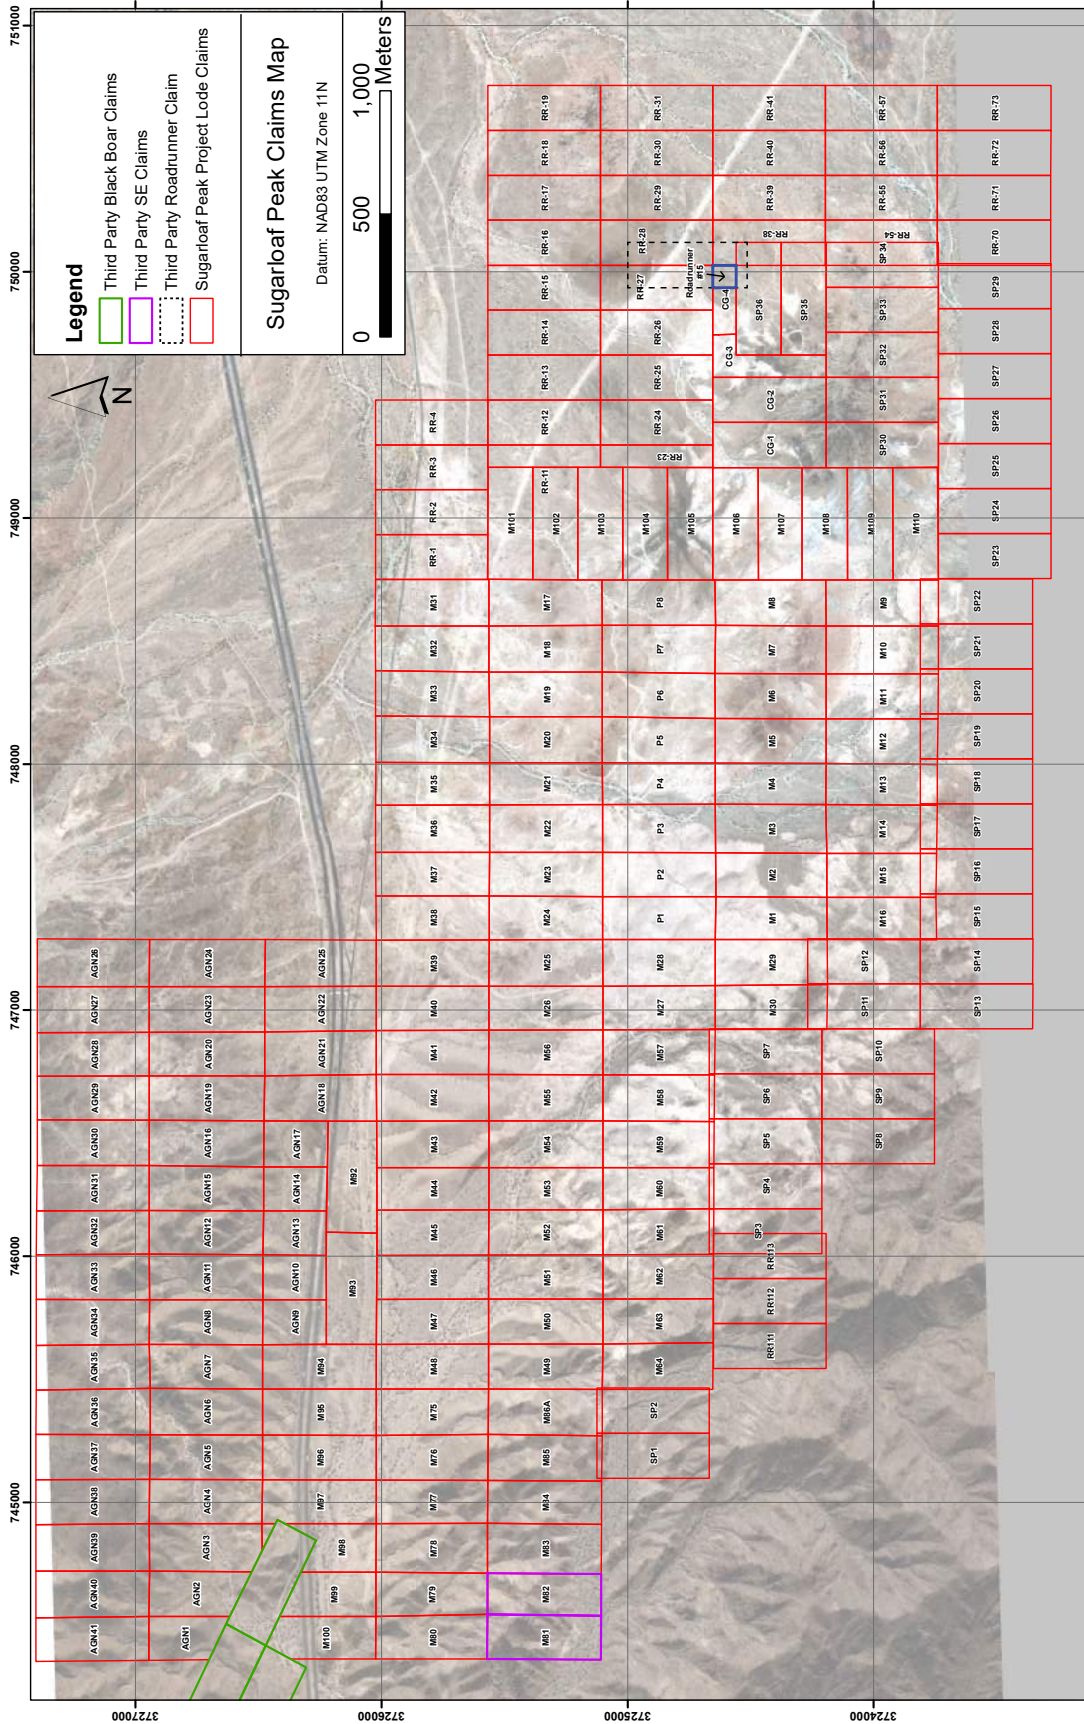 745000
746000
747000
748000
749000
750000
751000
3727000
3726000
3725000
3724000
Legend
Third Party Black Boar Claims
Third Party SE Claims
Third Party Roadrunner Claim
Sugarloaf Peak Project Lode Claims
Sugarloaf Peak Claims Map
Datum: NAD83 UTM Zone 11N
0 500 1,000
Meters
N
AGN41 AGN40 AGN39 AGN38 AGN37 AGN36 AGN35 AGN34 AGN33 AGN32 AGN31 AGN30 AGN29 AGN28 AGN27 AGN26
AGN1 AGN2 AGN3 AGN4 AGN5 AGN6 AGN7 AGN8 AGN11 AGN12 AGN15 AGN16 AGN19 AGN20 AGN23 AGN24
AGN9 AGN10 AGN13 AGN14 AGN17
M100 M99 M98 M97 M96 M95 M94 AGN18 AGN21 AGN22 AGN25
M93 M92
M80 M79 M78 M77 M76 M75 M48 M47 M46 M45 M44 M43 M42 M41 M40 M39 M38 M37 M36 M35 M34 M33 M32 M31 RR-1 RR-2 RR-3 RR-4
M81 M82 M83 M84 M85 M86A M49 M50 M51 M52 M53 M54 M55 M56 M26 M25 M24 M23 M22 M21 M20 M19 M18 M17 RR-11 RR-12 RR-13 RR-14 RR-15 RR-16 RR-17 RR-18 RR-19
M101
M102
M103
M104
M105
M106
M107
M108
M109
M110
SP1 SP2 M64 M63 M62 M61 M60 M59 M58 M57 M27 M28 P1 P2 P3 P4 P5 P6 P7 P8 RR-23 RR-24 RR-25 RR-26 RR-27 RR-28 RR-29 RR-30 RR-31
Roadrunner
#15
RR111 RR112 RR113 SP3 SP4 SP5 SP6 SP7 M30 M29 M1 M2 M3 M4 M5 M6 M7 M8 CG-1 CG-2 CG-3 CG-4 SP36 SP35 RR-38 RR-39 RR-40 RR-41
SP8 SP9 SP10 SP11 SP12 M16 M15 M14 M13 M12 M11 M10 M9 SP30 SP31 SP32 SP33 SP34 RR-54 RR-55 RR-56 RR-57
SP13 SP14 SP15 SP16 SP17 SP18 SP19 SP20 SP21 SP22 SP23 SP24 SP25 SP26 SP27 SP28 SP29 RR-70 RR-71 RR-72 RR-73